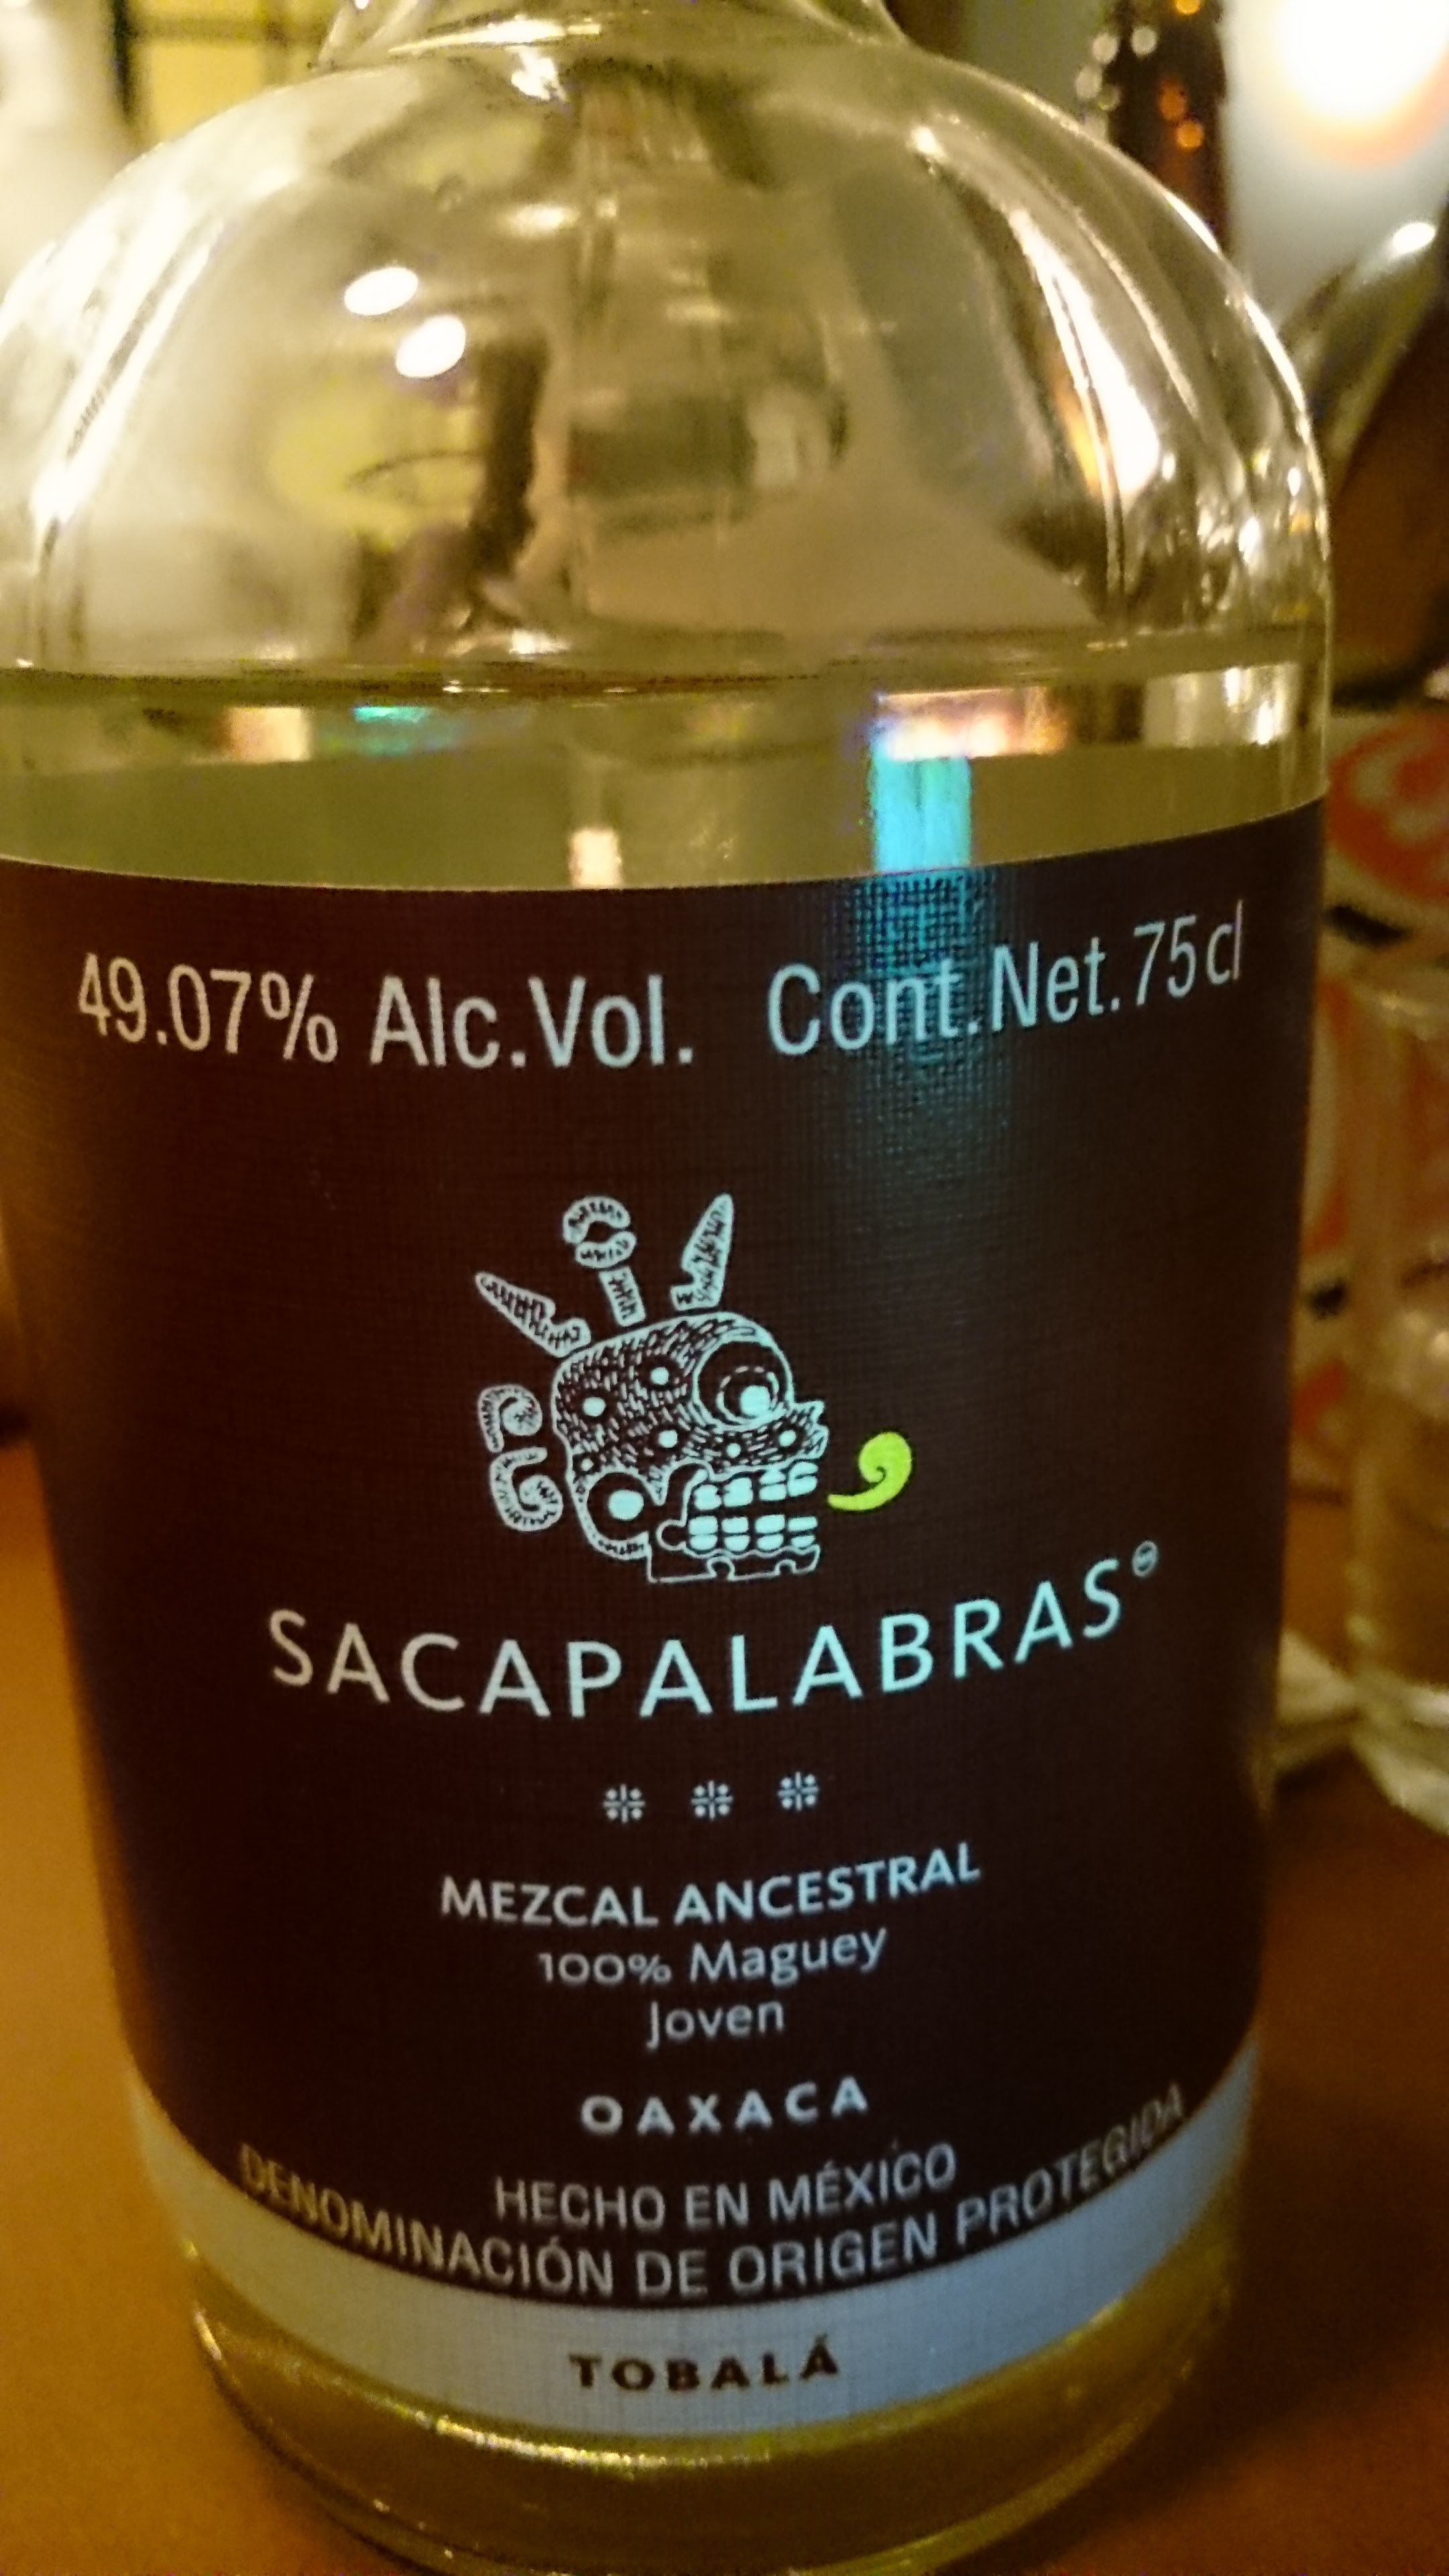 49.07% Alc.Vol. Cont.Net.75cl
SACAPALABRAS
MEZCAL ANCESTRAL
100% Maguey
Joven
OAXACA
HECHO EN MÉXICO
DENOMINACIÓN DE ORIGEN PROTEGIDA
TOBALÁ